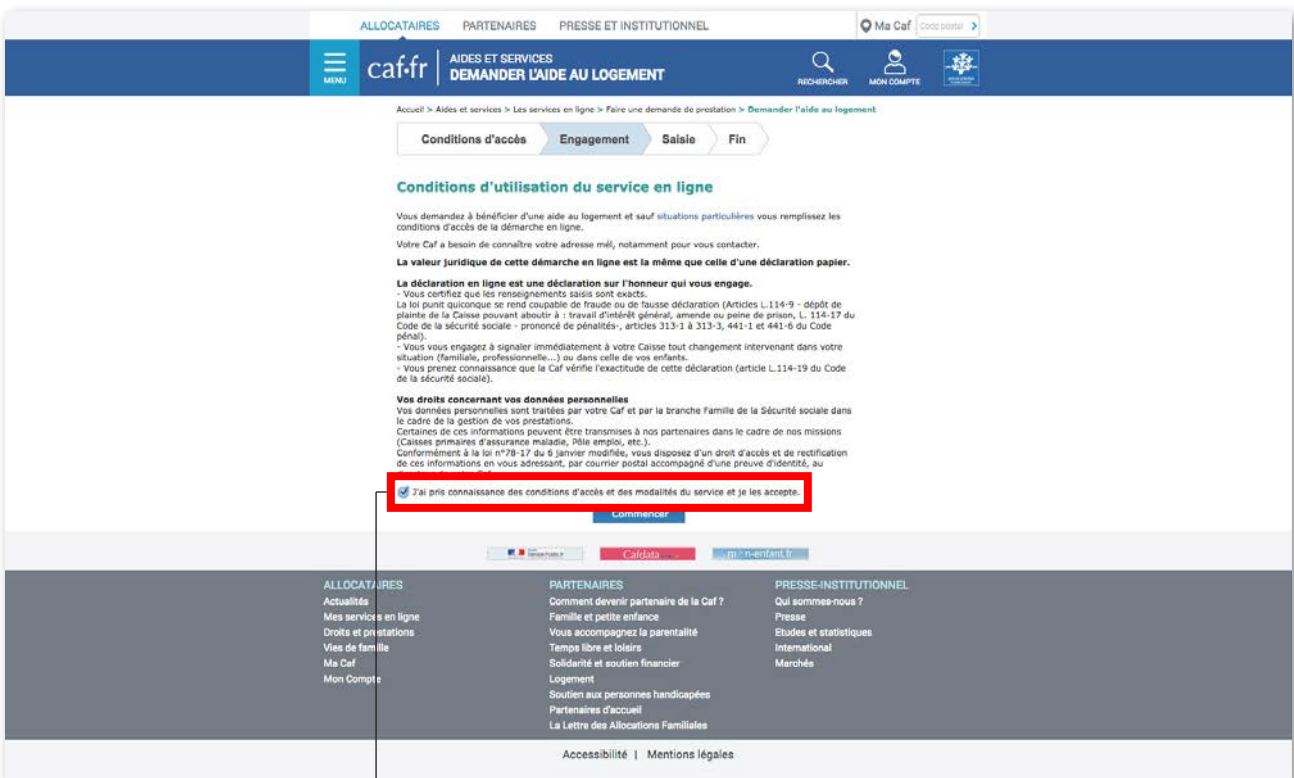 ALLOCATAIRES PARTENAIRES PRESSE ET INSTITUTIONNEL Ma Caf Code postal >
MENU caf.fr AIDES ET SERVICES
DEMANDER L'AIDE AU LOGEMENT
RECHERCHER MON COMPTE
Accueil > Aides et services > Les services en ligne > Faire une demande de prestation > Demander l'aide au logement
Conditions d'accès Engagement Saisie Fin
Conditions d'utilisation du service en ligne
Vous demandez à bénéficier d'une aide au logement et sauf situations particulières vous remplissez les
conditions d'accès de la démarche en ligne.
Votre Caf a besoin de connaître votre adresse mél, notamment pour vous contacter.
La valeur juridique de cette démarche en ligne est la même que celle d'une déclaration papier.
La déclaration en ligne est une déclaration sur l'honneur qui vous engage.
- Vous certifiez que les renseignements saisis sont exacts.
La loi punit quiconque se rend coupable de fraude ou de fausse déclaration (Articles L.114-9 - dépôt de
plainte de la Caisse pouvant aboutir à : travail d'intérêt général, amende ou peine de prison, L. 114-17 du
Code de la sécurité sociale - prononcé de pénalités-, articles 313-1 à 313-3, 441-1 et 441-6 du Code
pénal).
- Vous vous engagez à signaler immédiatement à votre Caisse tout changement intervenant dans votre
situation (familiale, professionnelle...) ou dans celle de vos enfants.
- Vous prenez connaissance que la Caf vérifie l'exactitude de cette déclaration (article L.114-19 du Code
de la sécurité sociale).
Vos droits concernant vos données personnelles
Vos données personnelles sont traitées par votre Caf et par la branche Famille de la Sécurité sociale dans
le cadre de la gestion de vos prestations.
Certaines de ces informations peuvent être transmises à nos partenaires dans le cadre de nos missions
(Caisses primaires d'assurance maladie, Pôle emploi, etc.).
Conformément à la loi n°78-17 du 6 janvier modifiée, vous disposez d'un droit d'accès et de rectification
de ces informations en vous adressant, par courrier postal accompagné d'une preuve d'identité, au
J'ai pris connaissance des conditions d'accès et des modalités du service et je les accepte.
Commencer
Service-Public.fr Cafdata mon-enfant.fr
ALLOCATAIRES PARTENAIRES PRESSE-INSTITUTIONNEL
Actualités Comment devenir partenaire de la Caf ? Qui sommes-nous ?
Mes services en ligne Famille et petite enfance Presse
Droits et prestations Vous accompagnez la parentalité Etudes et statistiques
Vies de famille Temps libre et loisirs International
Ma Caf Solidarité et soutien financier Marchés
Mon Compte Logement
Soutien aux personnes handicapées
Partenaires d'accueil
La Lettre des Allocations Familiales
Accessibilité | Mentions légales